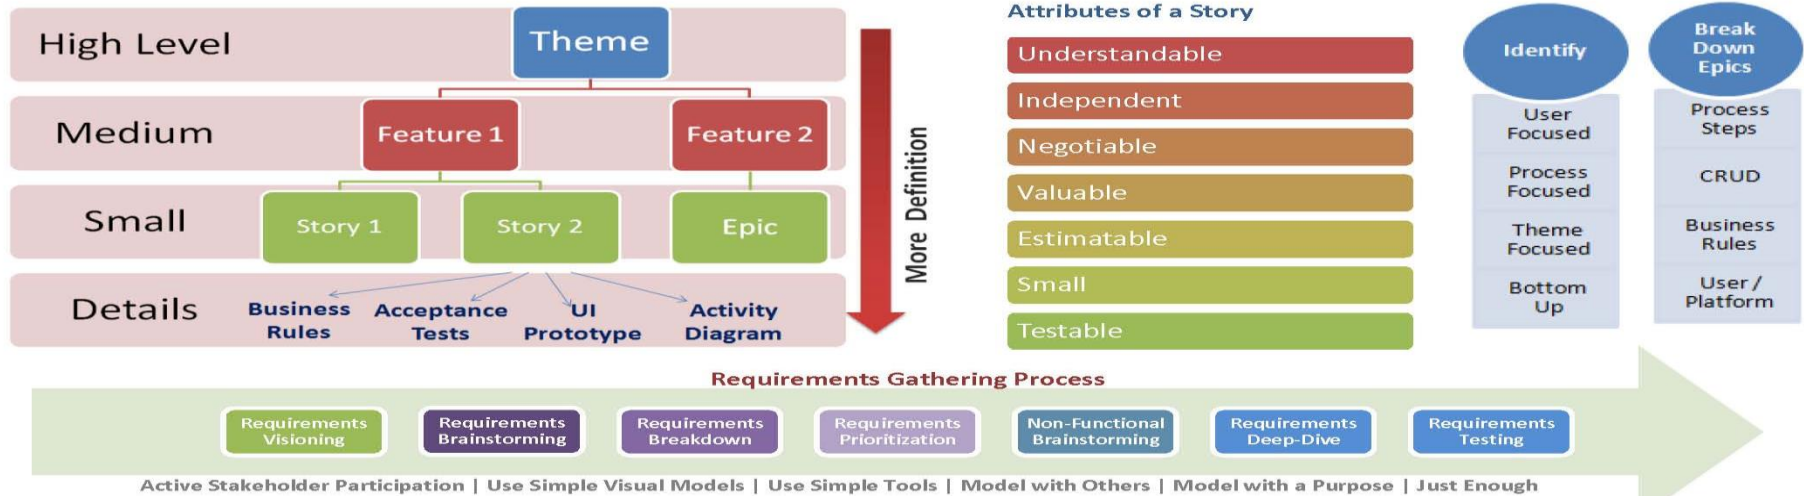 High Level
Theme
Medium
Feature 1
Feature 2
Small
Story 1
Story 2
Epic
Details
Business
Rules
Acceptance
Tests
UI
Prototype
Activity
Diagram
More Definition
Attributes of a Story
Understandable
Independent
Negotiable
Valuable
Estimatable
Small
Testable
Identify
User
Focused
Process
Focused
Theme
Focused
Bottom
Up
Break
Down
Epics
Process
Steps
CRUD
Business
Rules
User /
Platform
Requirements Gathering Process
Requirements
Visioning
Requirements
Brainstorming
Requirements
Breakdown
Requirements
Prioritization
Non-Functional
Brainstorming
Requirements
Deep-Dive
Requirements
Testing
Active Stakeholder Participation | Use Simple Visual Models | Use Simple Tools | Model with Others | Model with a Purpose | Just Enough